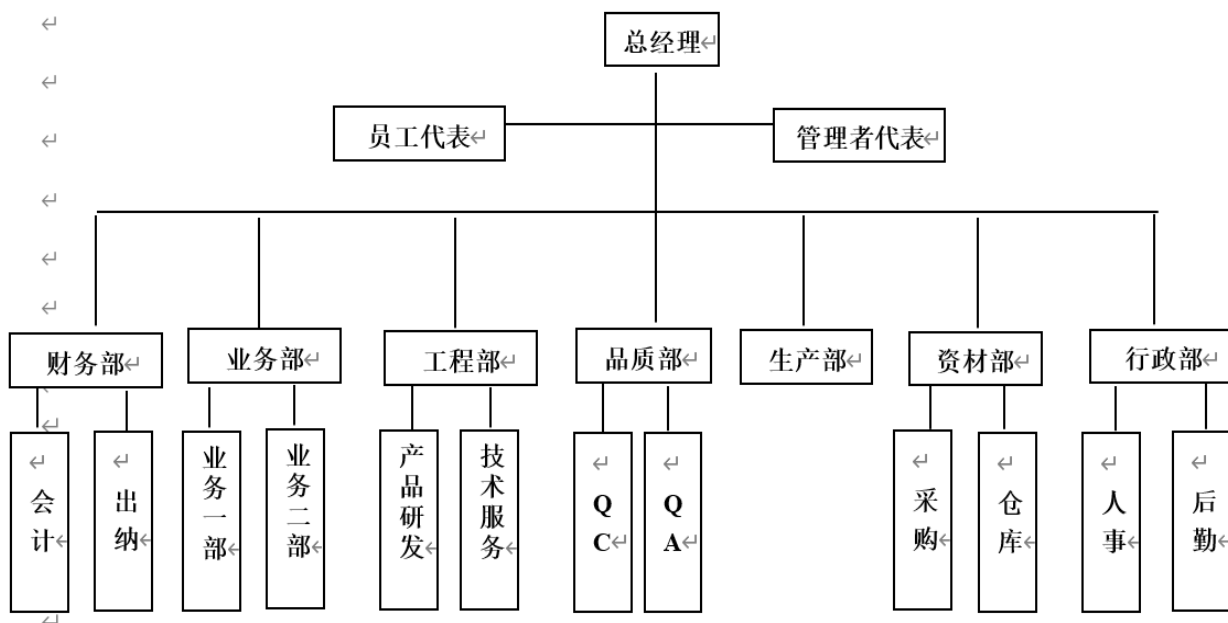 总经理
员工代表
管理者代表
财务部
业务部
工程部
品质部
生产部
资材部
行政部
会计
出纳
业务一部
业务二部
产品研发
技术服务
QC
QA
采购
仓库
人事
后勤